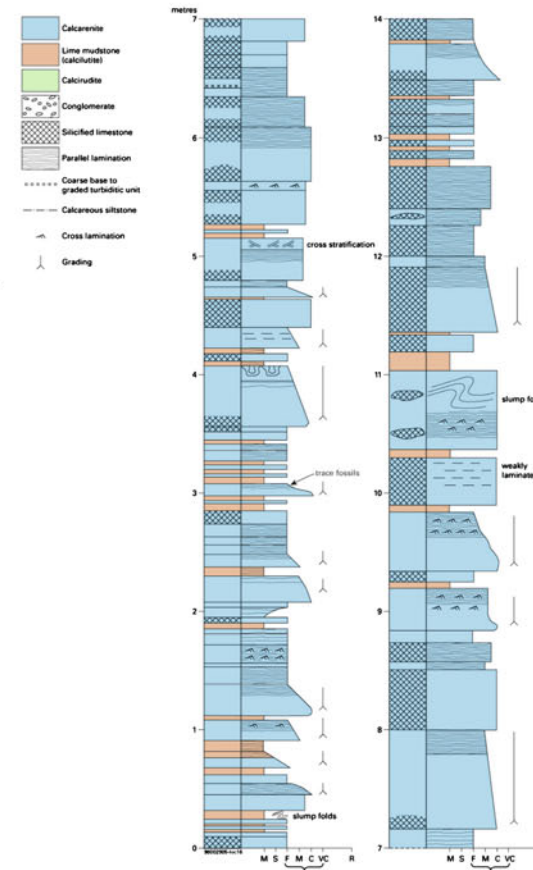 metres
Calcarenite
Lime mudstone
(calcilutite)
Calcirudite
Conglomerate
Silicified limestone
Parallel lamination
Coarse base to
graded turbiditic unit
Calcareous siltstone
Cross lamination
Grading
7
6
5
4
3
2
1
0
cross stratification
trace fossils
slump folds
M S F M C VC R
14
13
12
11
10
9
8
7
slump fo
weakly
laminate
M S F M C VC